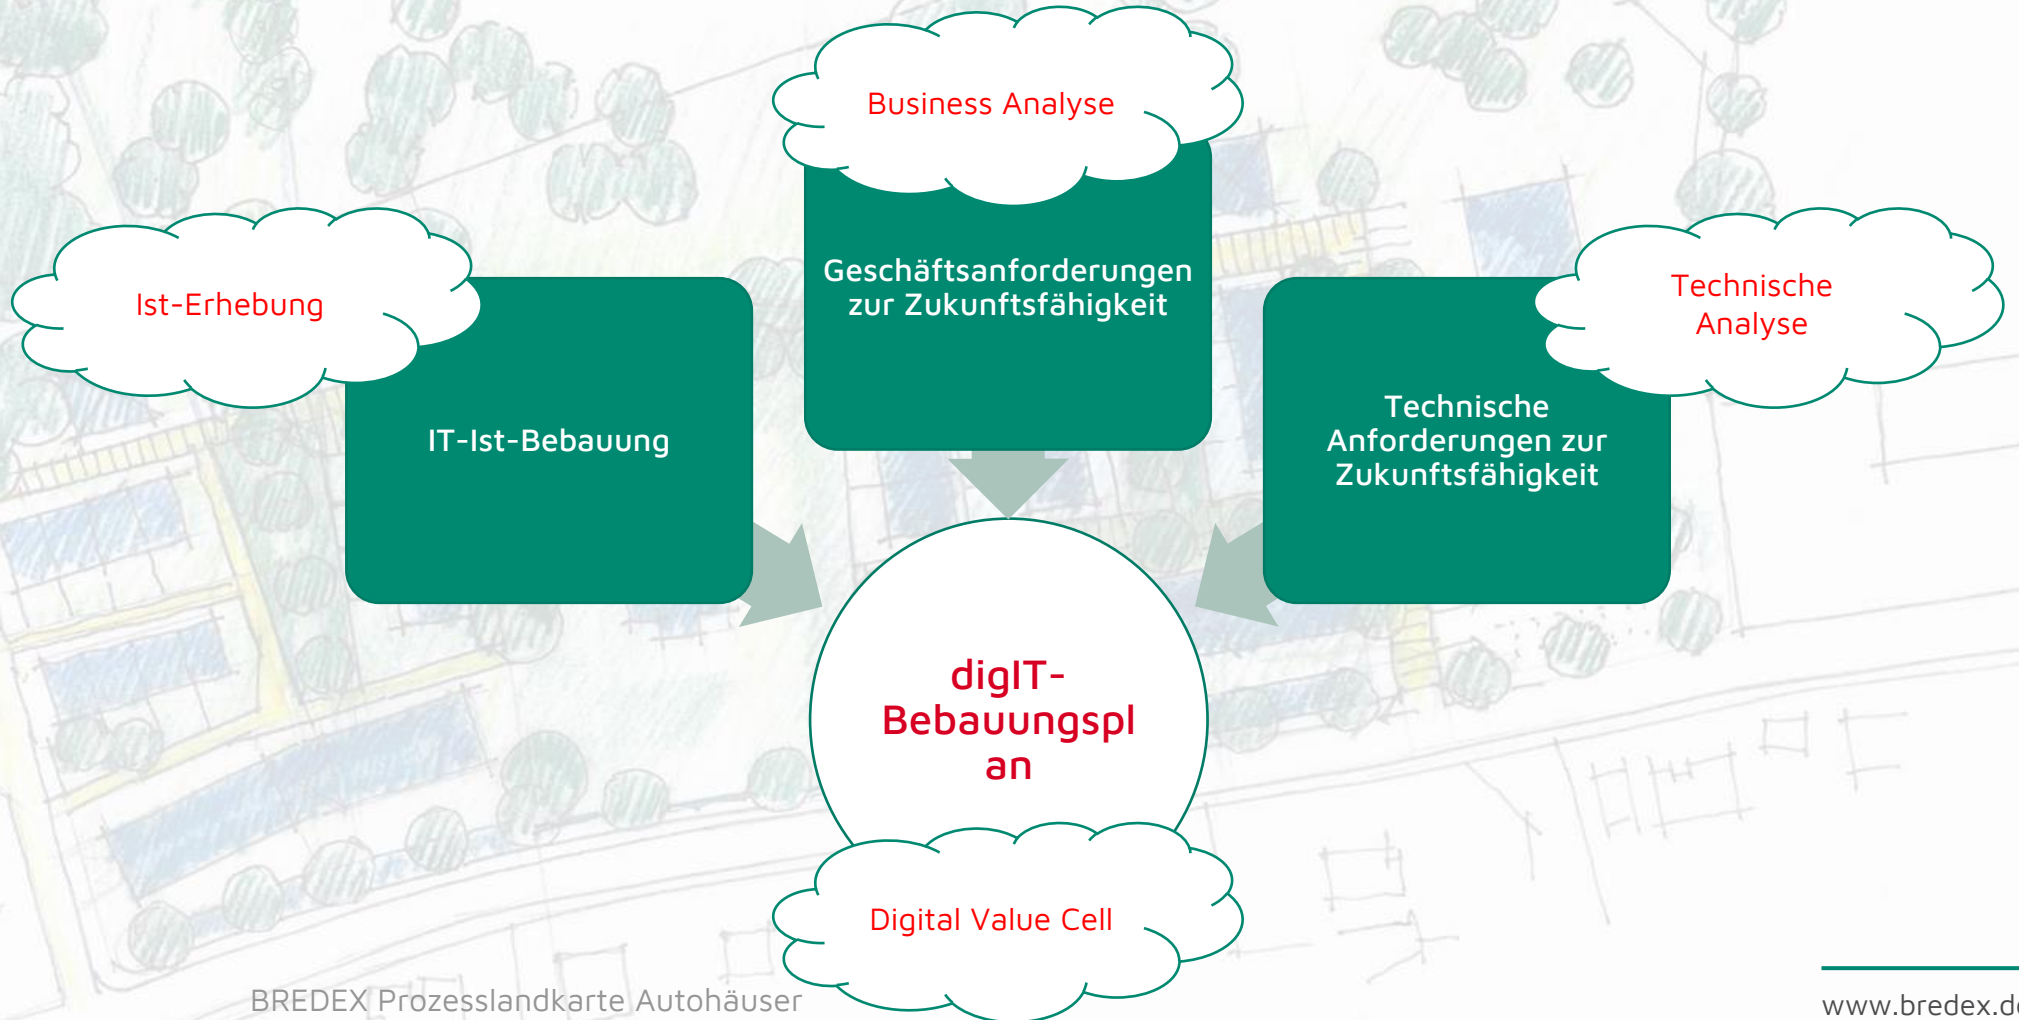 Business Analyse
Geschäftsanforderungen
zur Zukunftsfähigkeit
Ist-Erhebung
IT-Ist-Bebauung
Technische
Analyse
Technische
Anforderungen zur
Zukunftsfähigkeit
digIT-
Bebauungspl
an
Digital Value Cell
BREDEX Prozesslandkarte Autohäuser
www.bredex.de